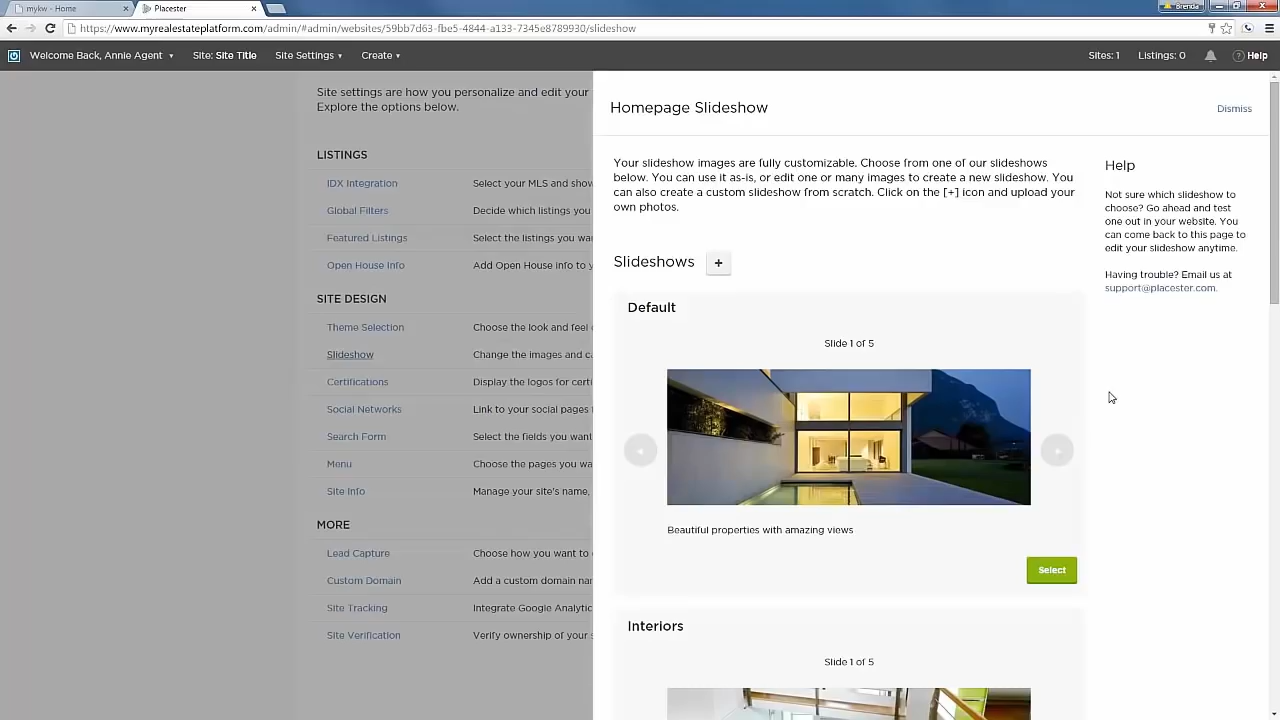 mykw - Home
Placester
Brenda
https://www.myrealestateplatform.com/admin/#admin/websites/59bb7d63-fbe5-4844-a133-7345e8789930/slideshow
Welcome Back, Annie Agent
Site: Site Title
Site Settings
Create
Sites: 1
Listings: 0
Help
Site settings are how you personalize and edit your
Explore the options below.
LISTINGS
IDX Integration
Select your MLS and show
Global Filters
Decide which listings you
Featured Listings
Select the listings you wa
Open House Info
Add Open House info to y
SITE DESIGN
Theme Selection
Choose the look and feel
Slideshow
Change the images and ca
Certifications
Display the logos for certi
Social Networks
Link to your social pages
Search Form
Select the fields you want
Menu
Choose the pages you wa
Site Info
Manage your site's name,
MORE
Lead Capture
Choose how you want to
Custom Domain
Add a custom domain nar
Site Tracking
Integrate Google Analytic
Site Verification
Verify ownership of your s
Homepage Slideshow
Dismiss
Your slideshow images are fully customizable. Choose from one of our slideshows
below. You can use it as-is, or edit one or many images to create a new slideshow. You
can also create a custom slideshow from scratch. Click on the [+] icon and upload your
own photos.
Slideshows
+
Default
Slide 1 of 5
Beautiful properties with amazing views
Select
Interiors
Slide 1 of 5
Help
Not sure which slideshow to
choose? Go ahead and test
one out in your website. You
can come back to this page to
edit your slideshow anytime.
Having trouble? Email us at
support@placester.com.